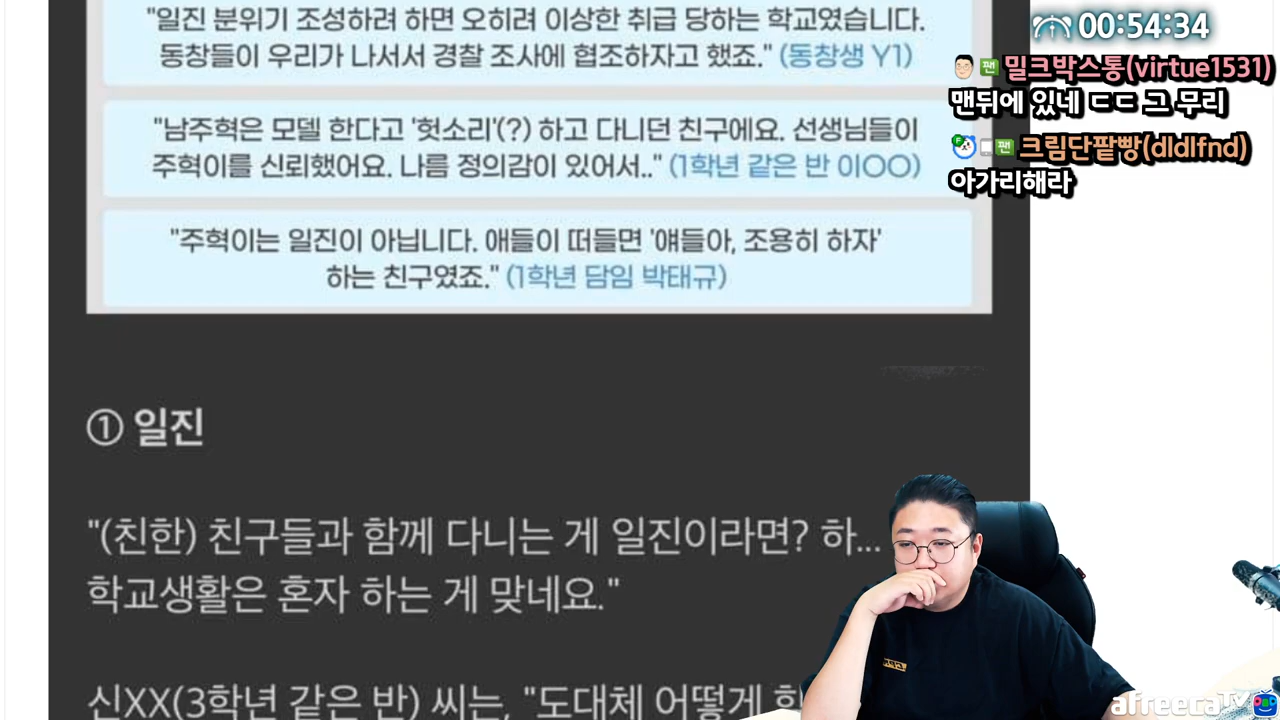 "일진 분위기 조성하려 하면 오히려 이상한 취급 당하는 학교였습니다.
동창들이 우리가 나서서 경찰 조사에 협조하자고 했죠." (동창생 Y1)
"남주혁은 모델 한다고 '헛소리'(?) 하고 다니던 친구에요. 선생님들이
주혁이를 신뢰했어요. 나름 정의감이 있어서.." (1학년 같은 반 이○○)
"주혁이는 일진이 아닙니다. 애들이 떠들면 '얘들아, 조용히 하자'
하는 친구였죠." (1학년 담임 박태규)
① 일진
"(친한) 친구들과 함께 다니는 게 일진이라면? 하...
학교생활은 혼자 하는 게 맞네요."
신XX(3학년 같은 반) 씨는, "도대체 어떻게
00:54:34
팬 밀크박스통(virtue1531)
맨뒤에 있네 ㄷㄷ 그 무리
팬 크림단팥빵(dldlfnd)
아가리해라
afreecaTV